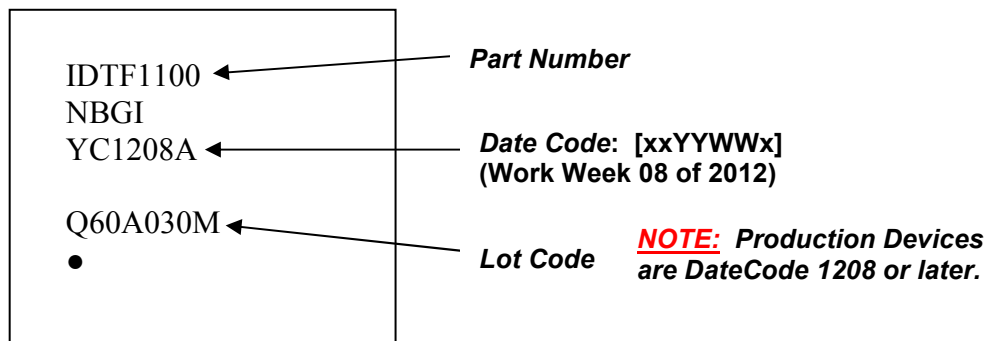 IDTF1100
NBGI
YC1208A
Q60A030M
●
Part Number
Date Code: [xxYYWWx]
(Work Week 08 of 2012)
Lot Code
NOTE: Production Devices
are DateCode 1208 or later.